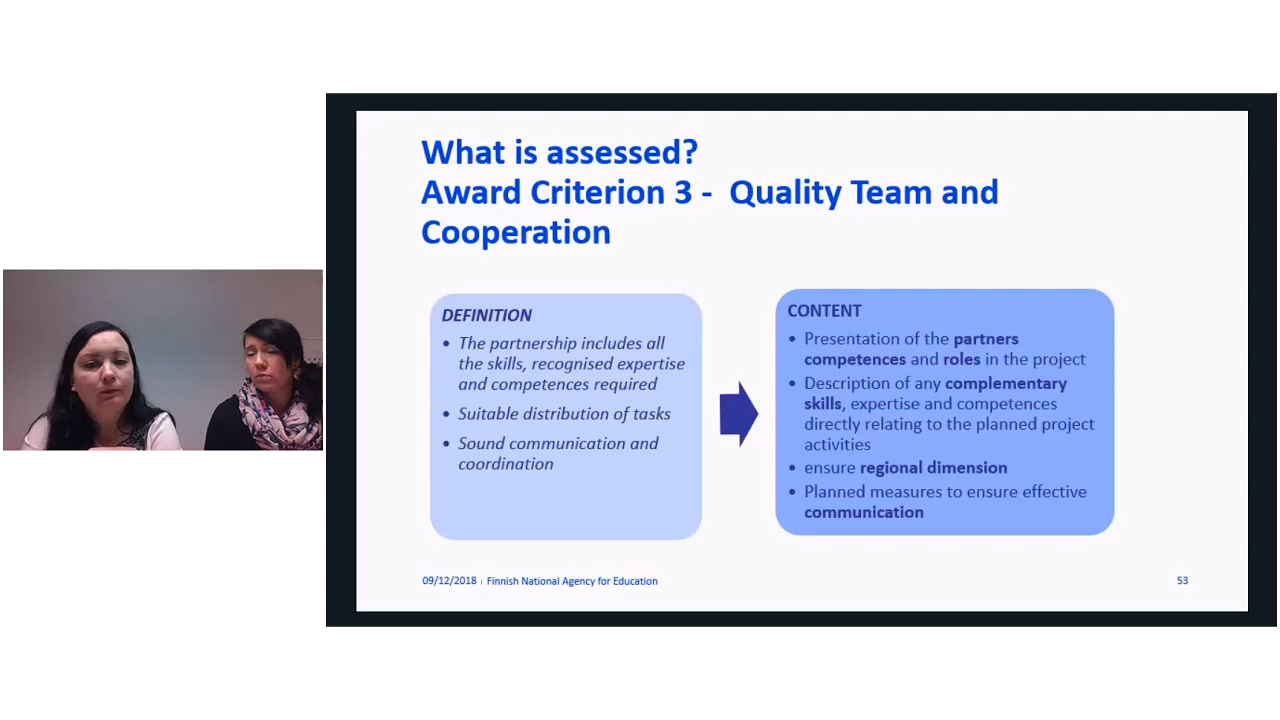 What is assessed?
Award Criterion 3 - Quality Team and
Cooperation
DEFINITION
• The partnership includes all
the skills, recognised expertise
and competences required
• Suitable distribution of tasks
• Sound communication and
coordination
CONTENT
• Presentation of the partners
competences and roles in the project
• Description of any complementary
skills, expertise and competences
directly relating to the planned project
activities
• ensure regional dimension
• Planned measures to ensure effective
communication
09/12/2018 | Finnish National Agency for Education
53